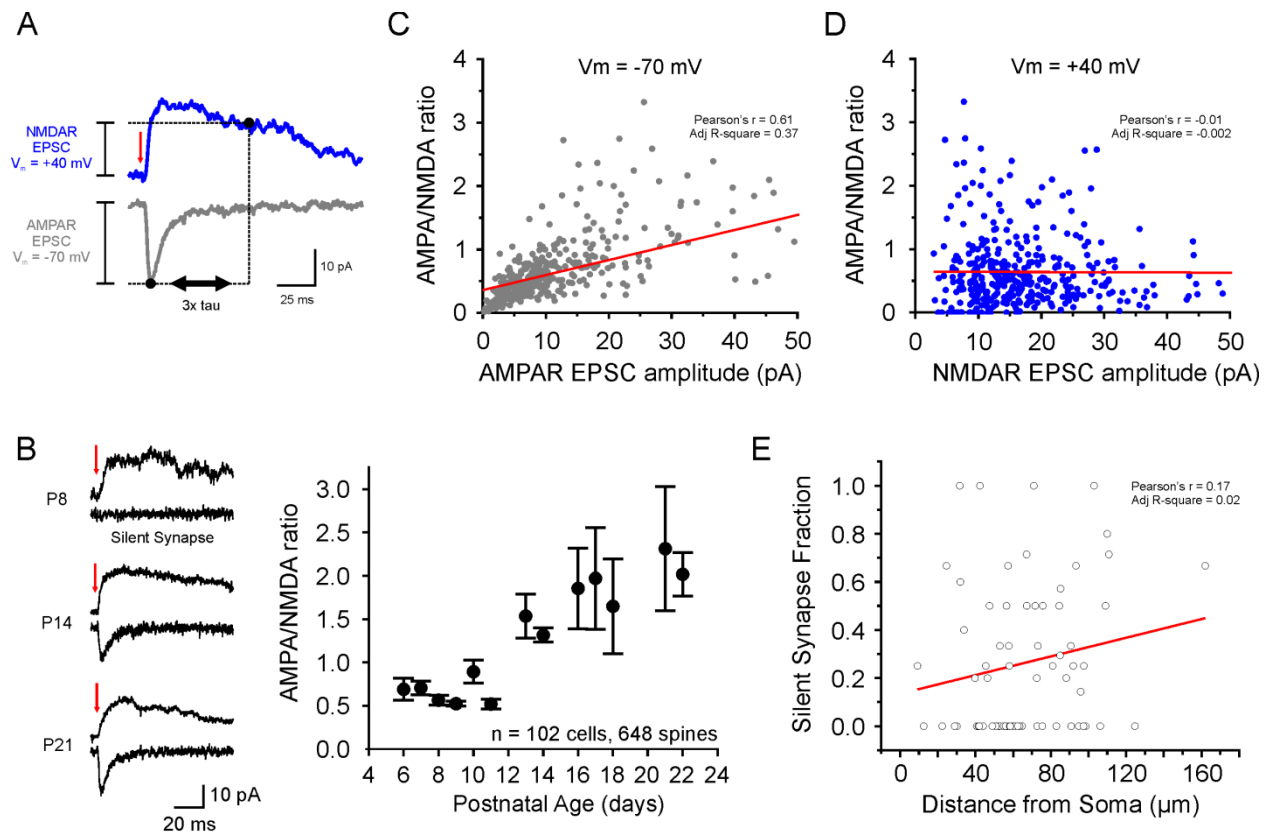 A
NMDAR
EPSC
Vm = +40 mV
AMPAR
EPSC
Vm = -70 mV
3x tau
10 pA
25 ms
C
Vm = -70 mV
Pearson's r = 0.61
Adj R-square = 0.37
AMPA/NMDA ratio
4
3
2
1
0
0 10 20 30 40 50
AMPAR EPSC amplitude (pA)
D
Vm = +40 mV
Pearson's r = -0.01
Adj R-square = -0.002
AMPA/NMDA ratio
4
3
2
1
0
0 10 20 30 40 50
NMDAR EPSC amplitude (pA)
B
P8
Silent Synapse
P14
P21
10 pA
20 ms
AMPA/NMDA ratio
3.0
2.5
2.0
1.5
1.0
0.5
0.0
n = 102 cells, 648 spines
4 6 8 10 12 14 16 18 20 22 24
Postnatal Age (days)
E
Pearson's r = 0.17
Adj R-square = 0.02
Silent Synapse Fraction
1.0
0.8
0.6
0.4
0.2
0.0
0 40 80 120 160
Distance from Soma (µm)